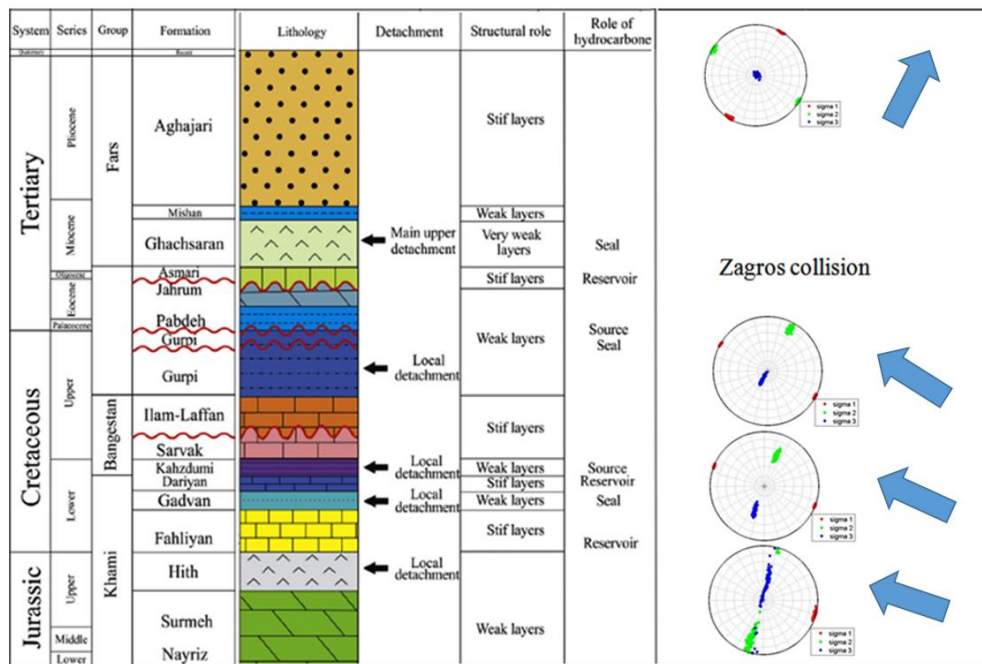 System Series Group Formation Lithology Detachment Structural role Role of hydrocarbone
Recent
Tertiary
Cretaceous
Jurassic
Pliocene
Miocene
Oligocene
Eocene
Palaeocene
Upper
Lower
Upper
Middle
Lower
Fars
Bangestan
Khami
Aghajari
Mishan
Ghachsaran
Asmari
Jahrum
Pabdeh
Gurpi
Gurpi
Ilam-Laffan
Sarvak
Kahzdumi
Dariyan
Gadvan
Fahliyan
Hith
Surmeh
Nayriz
Main upper
detachment
Local
detachment
Local
detachment
Local
detachment
Local
detachment
Stif layers
Weak layers
Very weak
layers
Stif layers
Weak layers
Stif layers
Weak layers
Stif layers
Weak layers
Stif layers
Weak layers
Seal
Reservoir
Source
Seal
Source
Reservoir
Seal
Reservoir
sigma 1
sigma 2
sigma 3
Zagros collision
sigma 1
sigma 2
sigma 3
sigma 1
sigma 2
sigma 3
sigma 1
sigma 2
sigma 3